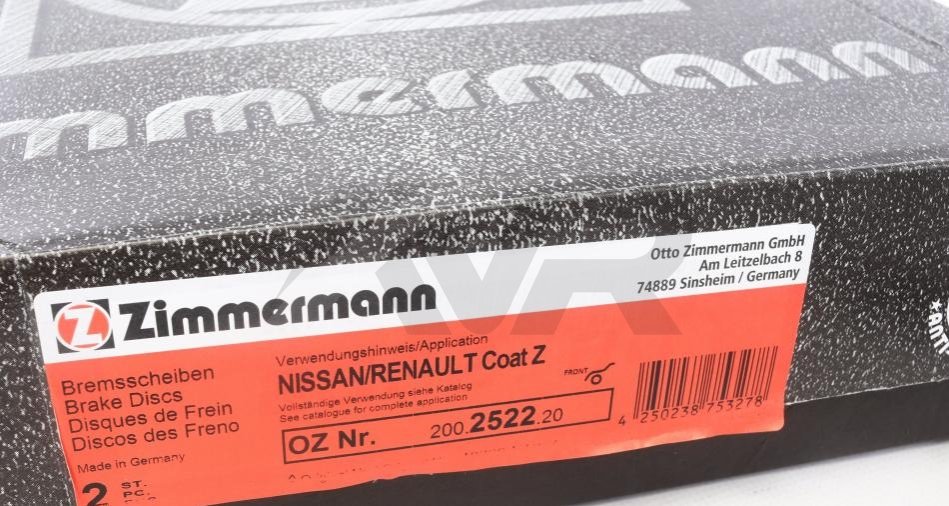 mmermann
Zimmermann
Otto Zimmermann GmbH
Am Leitzelbach 8
74889 Sinsheim / Germany
Bremsscheiben
Brake Discs
Disques de Frein
Discos des Freno
Made in Germany
2 ST.
PC.
Verwendungshinweis/Application
NISSAN/RENAULT Coat Z
Vollständige Verwendung siehe Katalog
See catalogue for complete application
OZ Nr. 200.2522.20
FRONT
4 250238 753278